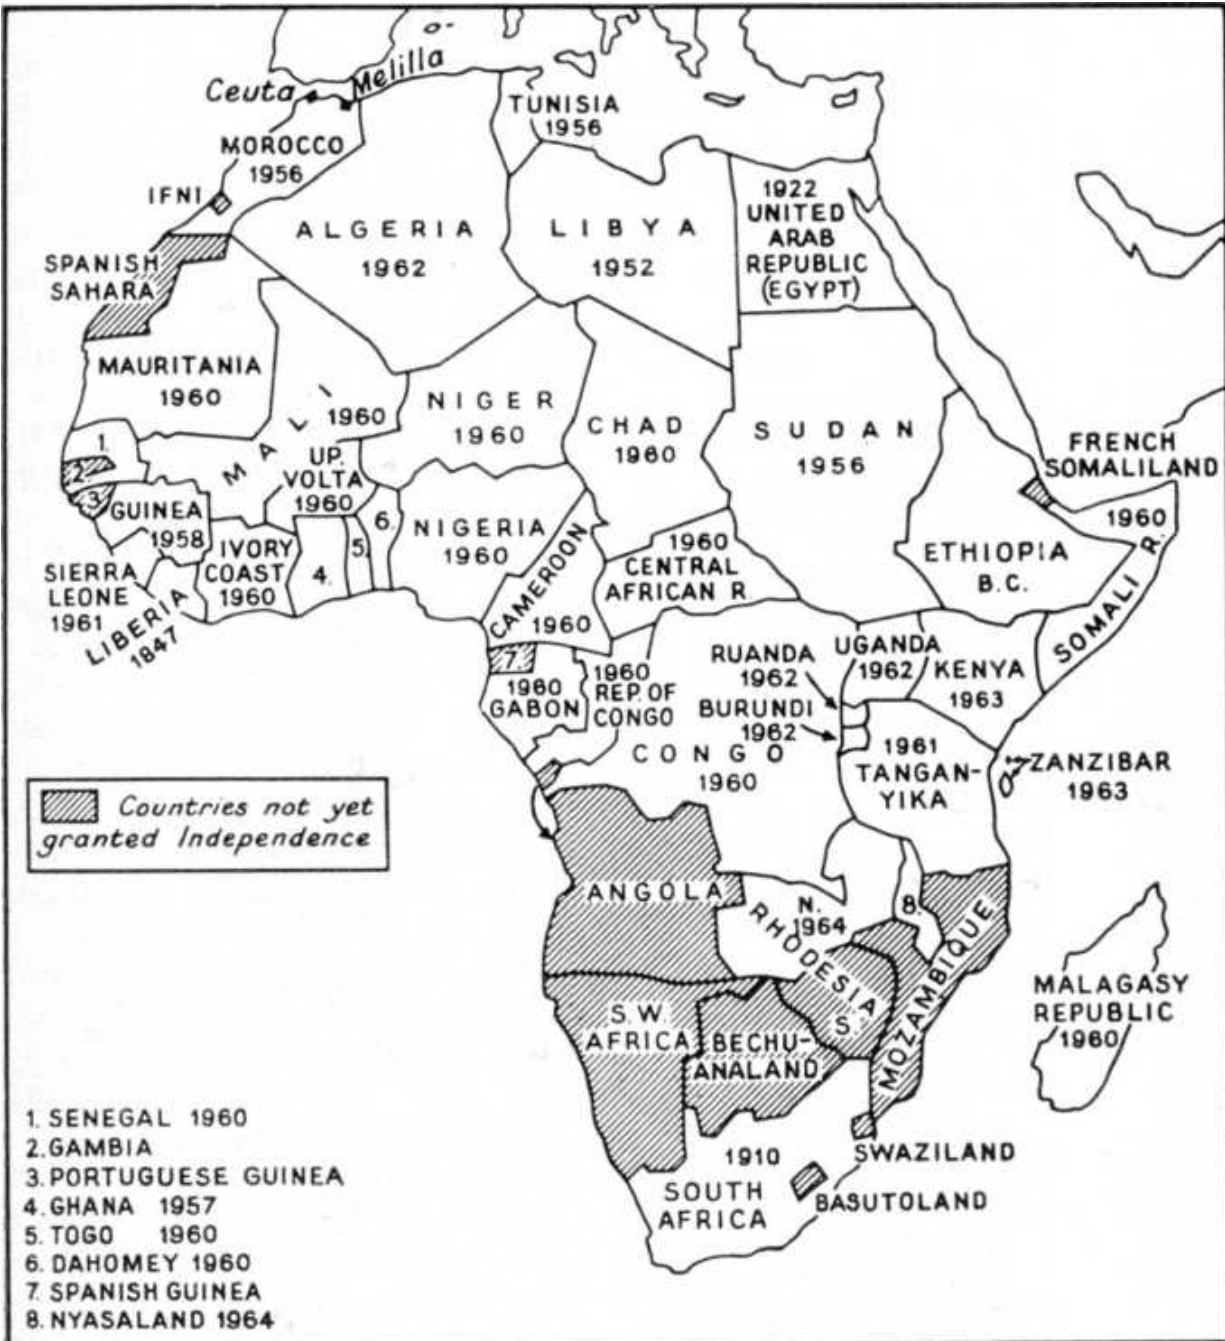 Ceuta
Melilla
TUNISIA
1956
MOROCCO
1956
IFNI
ALGERIA
1962
LIBYA
1952
1922
UNITED
ARAB
REPUBLIC
(EGYPT)
SPANISH
SAHARA
MAURITANIA
1960
MALI
1960
NIGER
1960
CHAD
1960
SUDAN
1956
FRENCH
SOMALILAND
1.
2.
3.
GUINEA
1958
UP.
VOLTA
1960
6.
5.
4.
NIGERIA
1960
1960
SOMALI R.
ETHIOPIA
B.C.
SIERRA
LEONE
1961
LIBERIA
1847
IVORY
COAST
1960
CAMEROON
1960
1960
CENTRAL
AFRICAN R.
7.
1960
GABON
1960
REP. OF
CONGO
CONGO
1960
RUANDA
1962
BURUNDI
1962
UGANDA
1962
KENYA
1963
1961
TANGAN-
YIKA
ZANZIBAR
1963
Countries not yet
granted Independence
ANGOLA
N.
1964
RHODESIA
S.
8.
MOZAMBIQUE
MALAGASY
REPUBLIC
1960
S.W.
AFRICA
BECHU-
ANALAND
1910
SOUTH
AFRICA
SWAZILAND
BASUTOLAND
1. SENEGAL 1960
2. GAMBIA
3. PORTUGUESE GUINEA
4. GHANA 1957
5. TOGO 1960
6. DAHOMEY 1960
7. SPANISH GUINEA
8. NYASALAND 1964